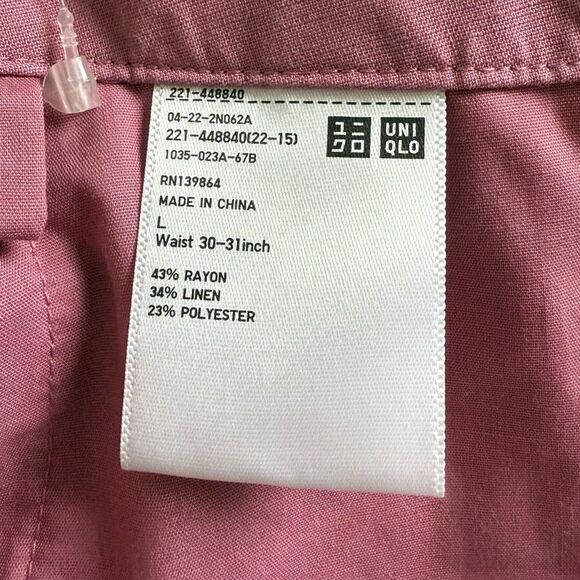 221-448840
04-22-2N062A
221-448840(22-15)
1035-023A-67B
ユニ
クロ
UNI
QLO
RN139864
MADE IN CHINA
L
Waist 30-31inch
43% RAYON
34% LINEN
23% POLYESTER